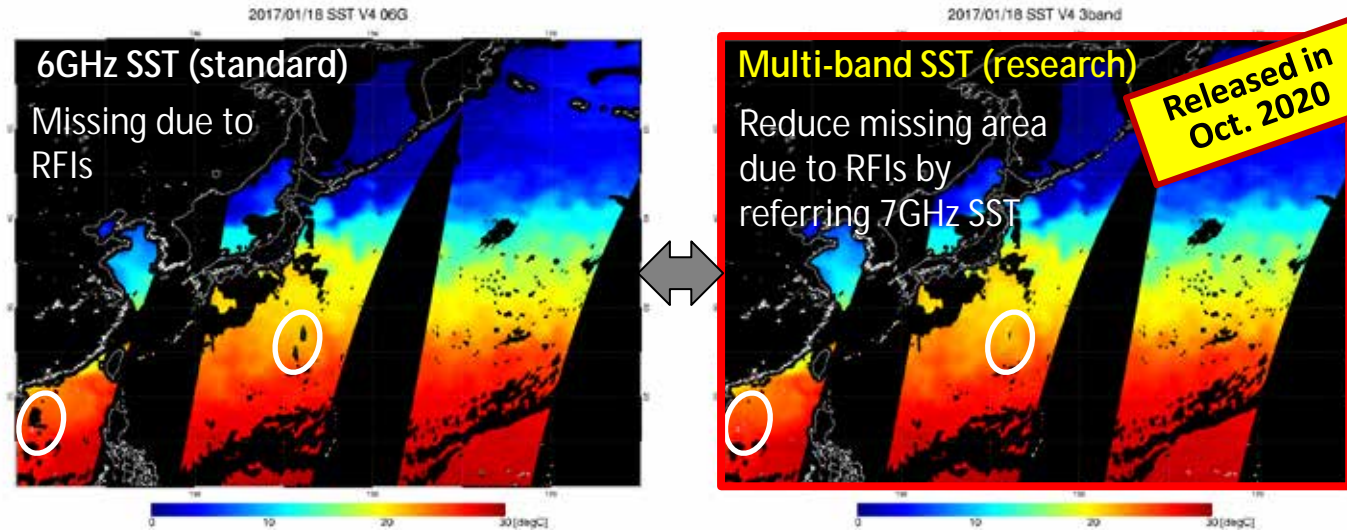 2017/01/18 SST V4 06G
6GHz SST (standard)
Missing due to
RFIs
0 10 20 30 [degC]
2017/01/18 SST V4 3band
Multi-band SST (research)
Released in
Oct. 2020
Reduce missing area
due to RFIs by
referring 7GHz SST
0 10 20 30 [degC]